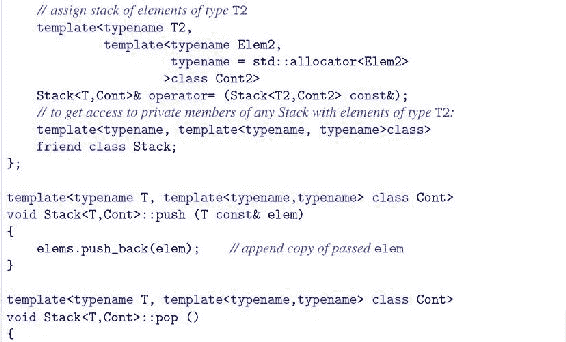 // assign stack of elements of type T2
template<typename T2,
template<typename Elem2,
typename = std::allocator<Elem2>
>class Cont2>
Stack<T,Cont>& operator= (Stack<T2,Cont2> const&);
// to get access to private members of any Stack with elements of type T2:
template<typename, template<typename, typename>class>
friend class Stack;
};
template<typename T, template<typename,typename> class Cont>
void Stack<T,Cont>::push (T const& elem)
{
elems.push_back(elem); // append copy of passed elem
}
template<typename T, template<typename,typename> class Cont>
void Stack<T,Cont>::pop ()
{